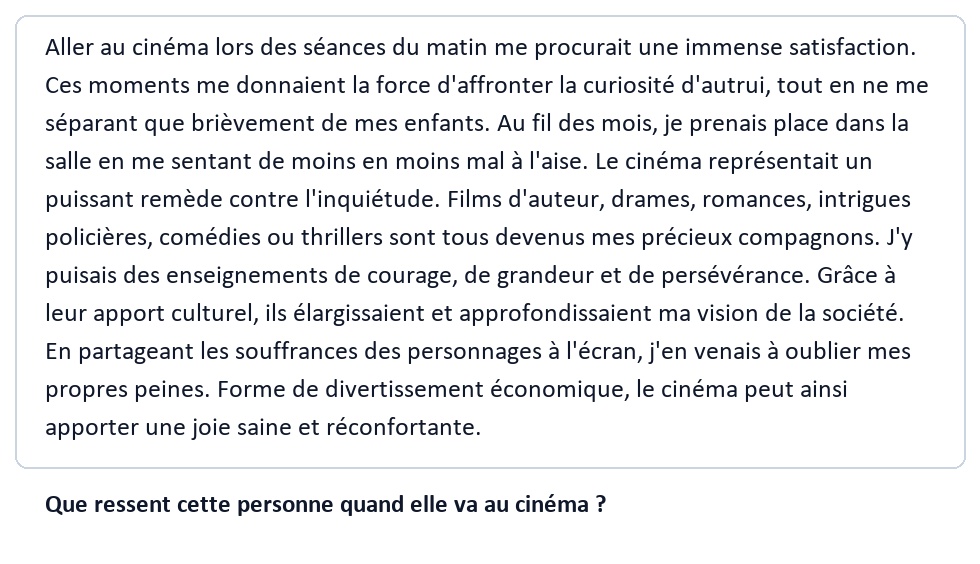 Aller au cinéma lors des séances du matin me procurait une immense satisfaction.
Ces moments me donnaient la force d'affronter la curiosité d'autrui, tout en ne me
séparant que brièvement de mes enfants. Au fil des mois, je prenais place dans la
salle en me sentant de moins en moins mal à l'aise. Le cinéma représentait un
puissant remède contre l'inquiétude. Films d'auteur, drames, romances, intrigues
policières, comédies ou thrillers sont tous devenus mes précieux compagnons. J'y
puisais des enseignements de courage, de grandeur et de persévérance. Grâce à
leur apport culturel, ils élargissaient et approfondissaient ma vision de la société.
En partageant les souffrances des personnages à l'écran, j'en venais à oublier mes
propres peines. Forme de divertissement économique, le cinéma peut ainsi
apporter une joie saine et réconfortante.
Que ressent cette personne quand elle va au cinéma ?